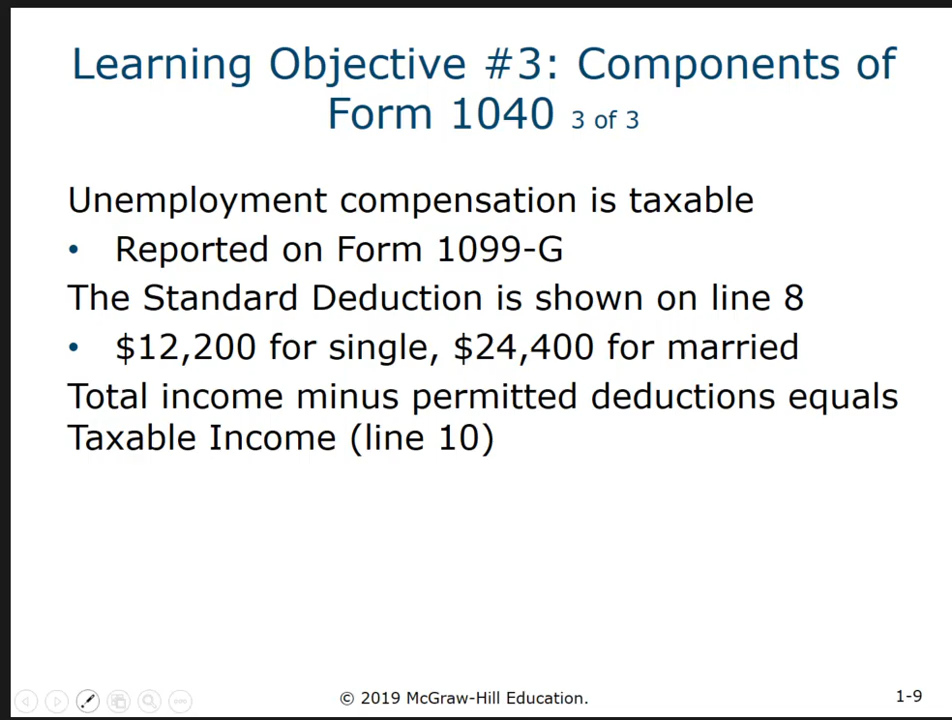 Learning Objective #3: Components of
Form 1040 3 of 3
Unemployment compensation is taxable
• Reported on Form 1099-G
The Standard Deduction is shown on line 8
• $12,200 for single, $24,400 for married
Total income minus permitted deductions equals
Taxable Income (line 10)
© 2019 McGraw-Hill Education.
1-9